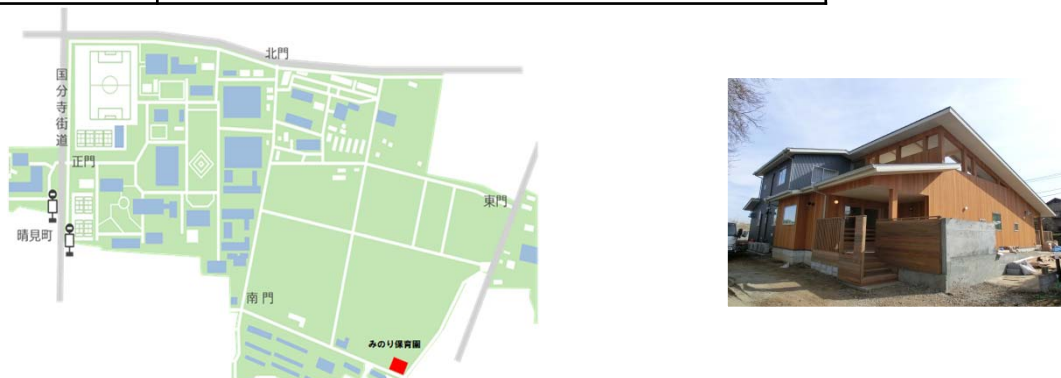 北門
国分寺街道
正門
東門
晴見町
南門
みのり保育園